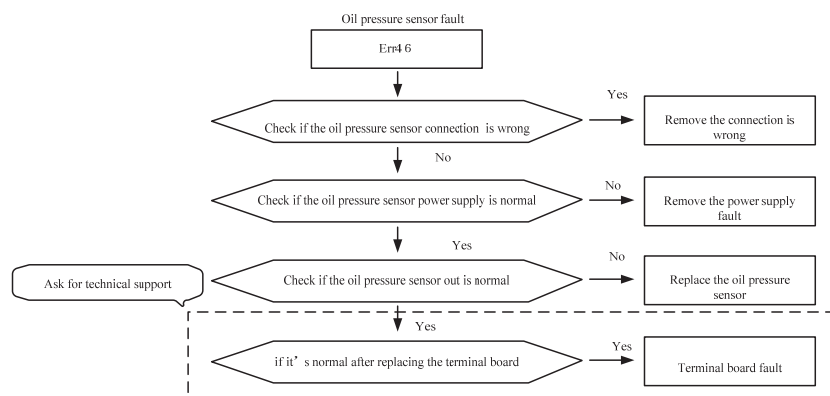 Oil pressure sensor fault
Err46
Yes
Check if the oil pressure sensor connection is wrong
Remove the connection is
wrong
No
Check if the oil pressure sensor power supply is normal
No
Remove the power supply
fault
Yes
Ask for technical support
Check if the oil pressure sensor out is normal
No
Replace the oil pressure
sensor
Yes
if it’s normal after replacing the terminal board
Yes
Terminal board fault